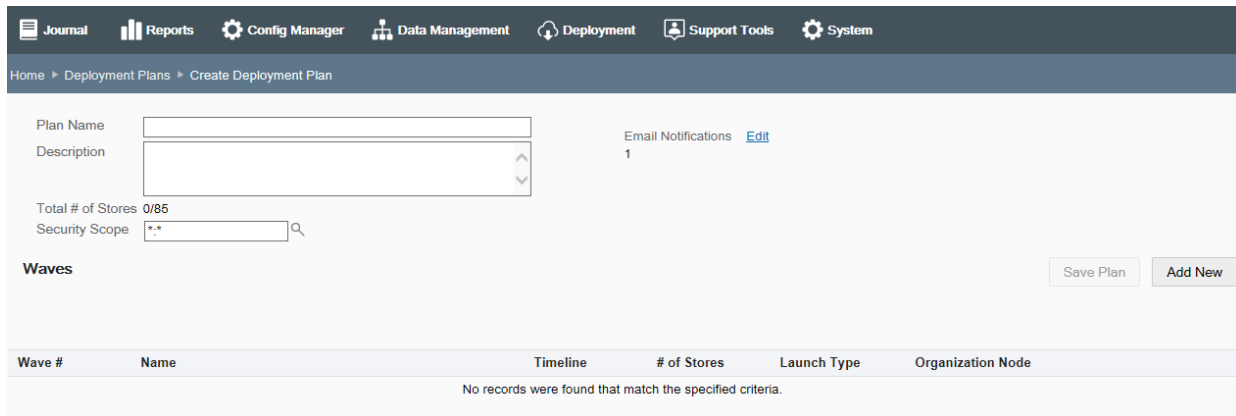 Journal Reports Config Manager Data Management Deployment Support Tools System
Home Deployment Plans Create Deployment Plan
Plan Name
Email Notifications Edit
Description
1
Total # of Stores 0/85
Security Scope *:*
Waves
Save Plan Add New
Wave # Name Timeline # of Stores Launch Type Organization Node
No records were found that match the specified criteria.